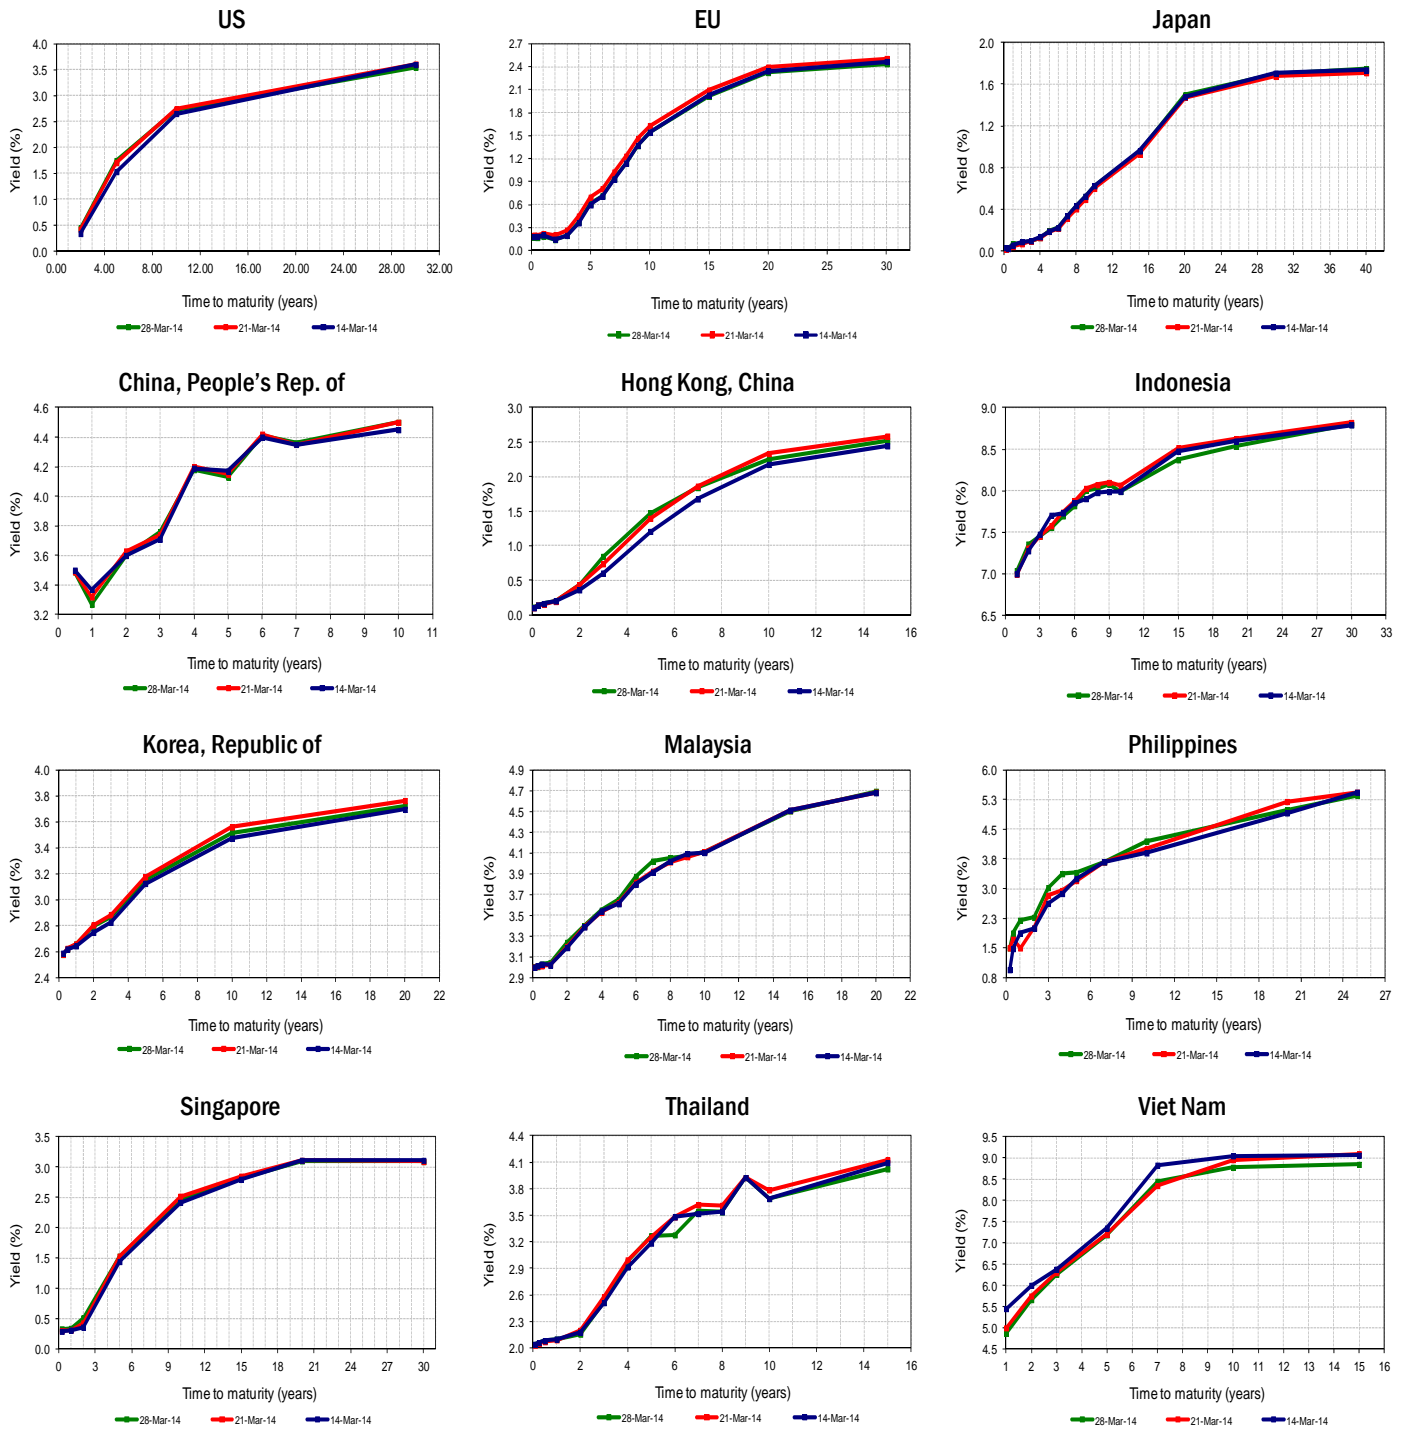 US
EU
Japan
4.0
3.5
3.0
2.5
2.0
1.5
1.0
0.5
0.0
Yield (%)
0.00 4.00 8.00 12.00 16.00 20.00 24.00 28.00 32.00
Time to maturity (years)
28-Mar-14 21-Mar-14 14-Mar-14
2.7
2.4
2.1
1.8
1.5
1.2
0.9
0.6
0.3
0.0
Yield (%)
0 5 10 15 20 25 30
Time to maturity (years)
28-Mar-14 21-Mar-14 14-Mar-14
2.0
1.6
1.2
0.8
0.4
0.0
Yield (%)
0 4 8 12 16 20 24 28 32 36 40
Time to maturity (years)
28-Mar-14 21-Mar-14 14-Mar-14
China, People's Rep. of
Hong Kong, China
Indonesia
4.6
4.4
4.2
4.0
3.8
3.6
3.4
3.2
Yield (%)
0 1 2 3 4 5 6 7 8 9 10 11
Time to maturity (years)
28-Mar-14 21-Mar-14 14-Mar-14
3.0
2.5
2.0
1.5
1.0
0.5
0.0
Yield (%)
0 2 4 6 8 10 12 14 16
Time to maturity (years)
28-Mar-14 21-Mar-14 14-Mar-14
9.0
8.5
8.0
7.5
7.0
6.5
Yield (%)
0 3 6 9 12 15 18 21 24 27 30 33
Time to maturity (years)
28-Mar-14 21-Mar-14 14-Mar-14
Korea, Republic of
Malaysia
Philippines
4.0
3.8
3.6
3.4
3.2
3.0
2.8
2.6
2.4
Yield (%)
0 2 4 6 8 10 12 14 16 18 20 22
Time to maturity (years)
28-Mar-14 21-Mar-14 14-Mar-14
4.9
4.7
4.5
4.3
4.1
3.9
3.7
3.5
3.3
3.1
2.9
Yield (%)
0 2 4 6 8 10 12 14 16 18 20 22
Time to maturity (years)
28-Mar-14 21-Mar-14 14-Mar-14
6.0
5.3
4.5
3.8
3.0
2.3
1.5
0.8
Yield (%)
0 3 6 9 12 15 18 21 24 27
Time to maturity (years)
28-Mar-14 21-Mar-14 14-Mar-14
Singapore
Thailand
Viet Nam
3.5
3.0
2.5
2.0
1.5
1.0
0.5
0.0
Yield (%)
0 3 6 9 12 15 18 21 24 27 30
Time to maturity (years)
28-Mar-14 21-Mar-14 14-Mar-14
4.4
4.1
3.8
3.5
3.2
2.9
2.6
2.3
2.0
Yield (%)
0 2 4 6 8 10 12 14 16
Time to maturity (years)
28-Mar-14 21-Mar-14 14-Mar-14
9.5
9.0
8.5
8.0
7.5
7.0
6.5
6.0
5.5
5.0
4.5
Yield (%)
1 2 3 4 5 6 7 8 9 10 11 12 13 14 15 16
Time to maturity (years)
28-Mar-14 21-Mar-14 14-Mar-14